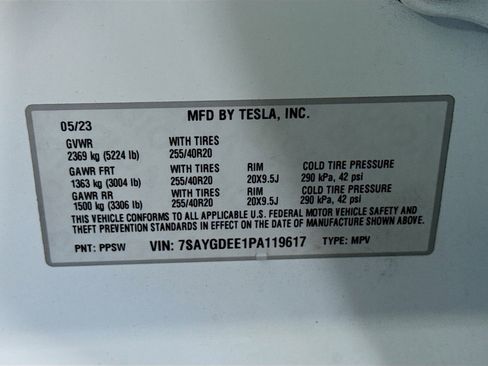 MFD BY TESLA, INC.
05/23
GVWR WITH TIRES
2369 kg (5224 lb) 255/40R20
GAWR FRT WITH TIRES RIM COLD TIRE PRESSURE
1363 kg (3004 lb) 255/40R20 20X9.5J 290 kPa, 42 psi
GAWR RR WITH TIRES RIM COLD TIRE PRESSURE
1500 kg (3306 lb) 255/40R20 20X9.5J 290 kPa, 42 psi
THIS VEHICLE CONFORMS TO ALL APPLICABLE U.S. FEDERAL MOTOR VEHICLE SAFETY AND
THEFT PREVENTION STANDARDS IN EFFECT ON THE DATE OF MANUFACTURE SHOWN ABOVE.
PNT: PPSW VIN: 7SAYGDEE1PA119617 TYPE: MPV